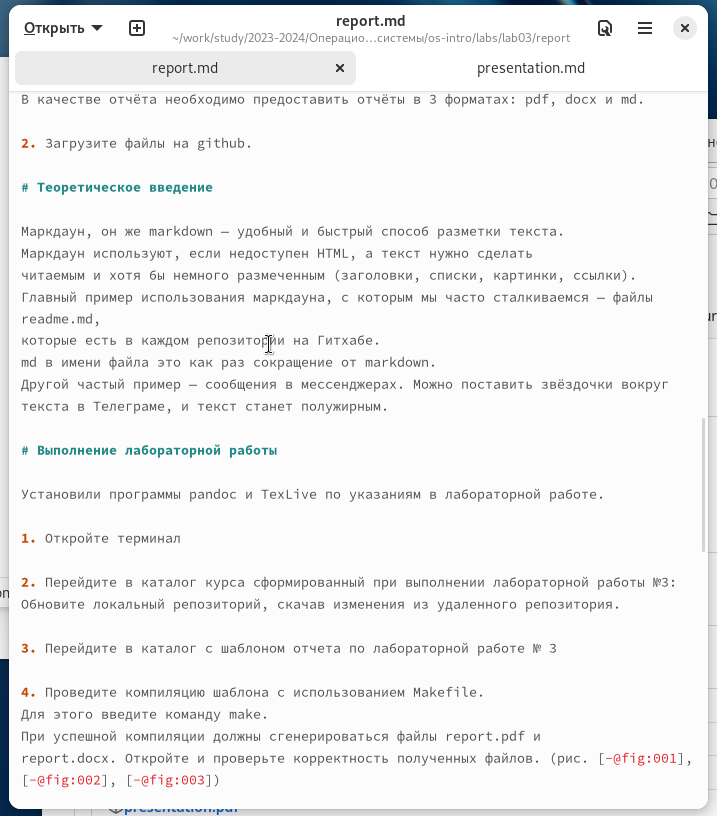 Открыть
report.md
~/work/study/2023-2024/Операцио…системы/os-intro/labs/lab03/report
report.md
presentation.md
В качестве отчёта необходимо предоставить отчёты в 3 форматах: pdf, docx и md.
2. Загрузите файлы на github.
# Теоретическое введение
Маркдаун, он же markdown — удобный и быстрый способ разметки текста.
Маркдаун используют, если недоступен HTML, а текст нужно сделать
читаемым и хотя бы немного размеченным (заголовки, списки, картинки, ссылки).
Главный пример использования маркдауна, с которым мы часто сталкиваемся — файлы
readme.md,
которые есть в каждом репозитории на Гитхабе.
md в имени файла это как раз сокращение от markdown.
Другой частый пример — сообщения в мессенджерах. Можно поставить звёздочки вокруг
текста в Телеграме, и текст станет полужирным.
# Выполнение лабораторной работы
Установили программы pandoc и TexLive по указаниям в лабораторной работе.
1. Откройте терминал
2. Перейдите в каталог курса сформированный при выполнении лабораторной работы №3:
Обновите локальный репозиторий, скачав изменения из удаленного репозитория.
3. Перейдите в каталог с шаблоном отчета по лабораторной работе № 3
4. Проведите компиляцию шаблона с использованием Makefile.
Для этого введите команду make.
При успешной компиляции должны сгенерироваться файлы report.pdf и
report.docx. Откройте и проверьте корректность полученных файлов. (рис. [-@fig:001],
[-@fig:002], [-@fig:003])
presentation.pdf